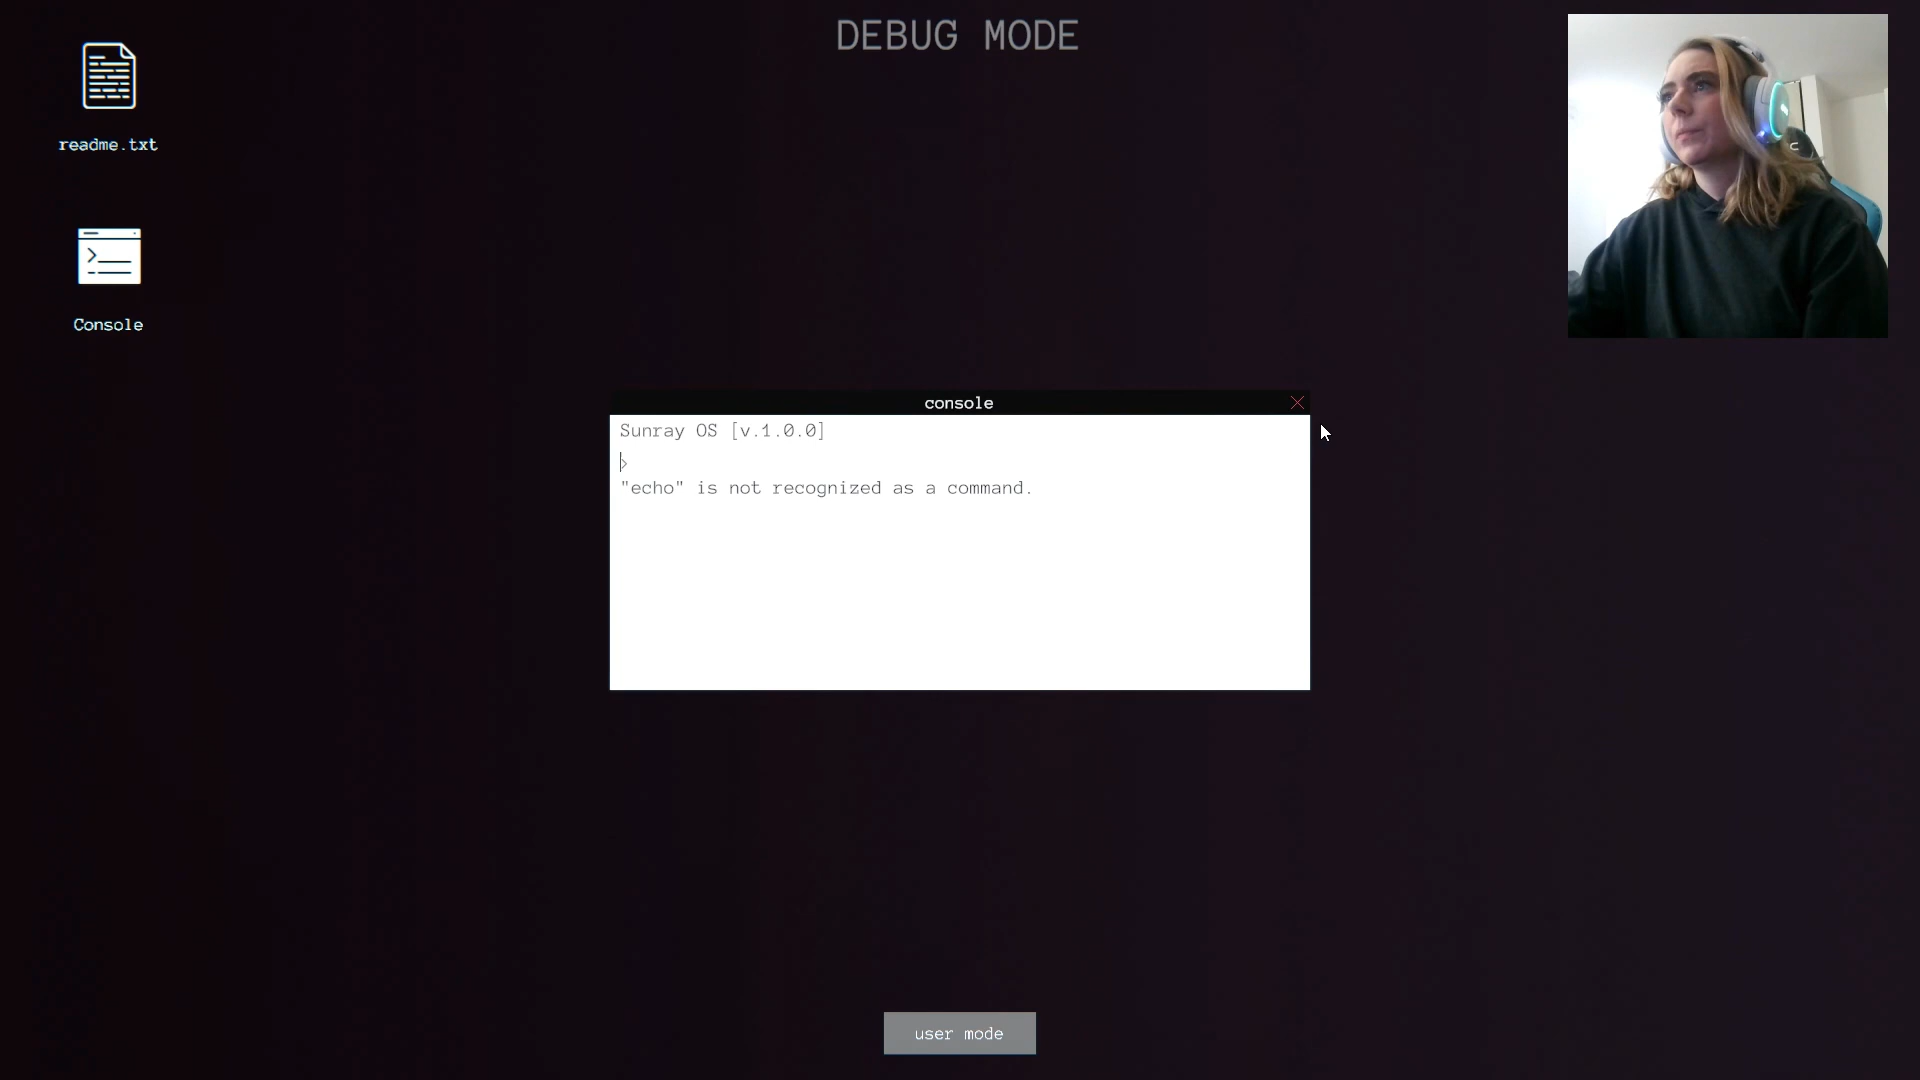 DEBUG MODE
readme.txt
Console
console
Sunray OS [v.1.0.0]
>
"echo" is not recognized as a command.
user mode